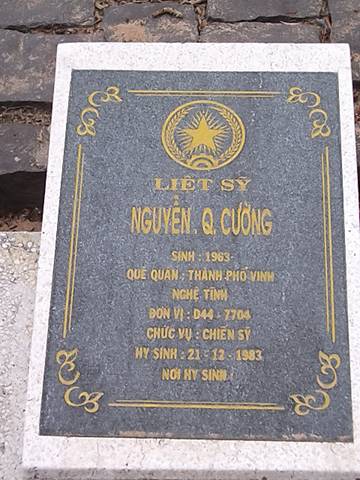 LIỆT SỸ
NGUYỄN . Q. CƯỜNG
SINH : 1963
QUÊ QUÁN : THÀNH PHỐ VINH
NGHỆ TĨNH
ĐƠN VỊ : D44 - 7704
CHỨC VỤ : CHIẾN SỸ
HY SINH : 21 - 12 - 1983
NƠI HY SINH :